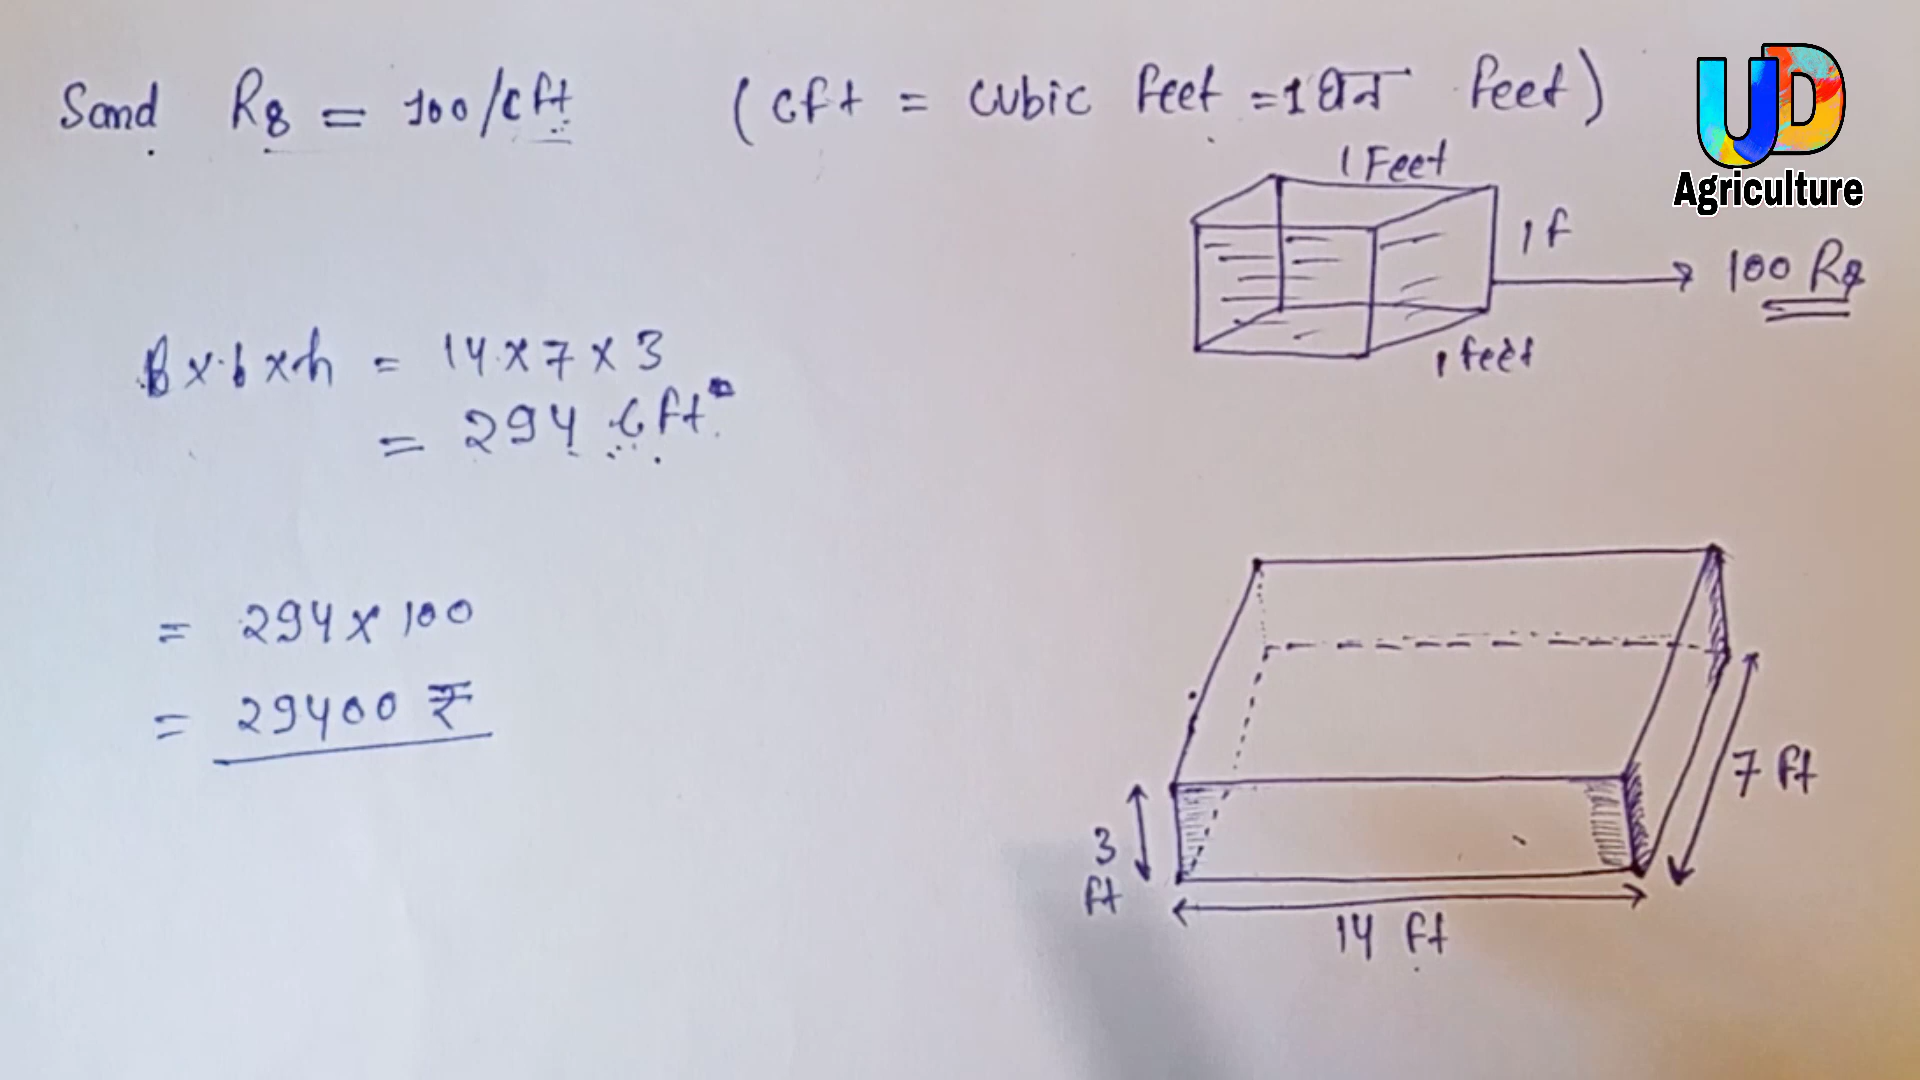 Sand Rs = 100/cft (cft = cubic feet = 1 घन feet)
UD
Agriculture
1 Feet
1 f
100 Rs
1 feet
l x b x h = 14 x 7 x 3
= 294 cft
= 294 x 100
= 29400 ₹
7 ft
3
ft
14 ft